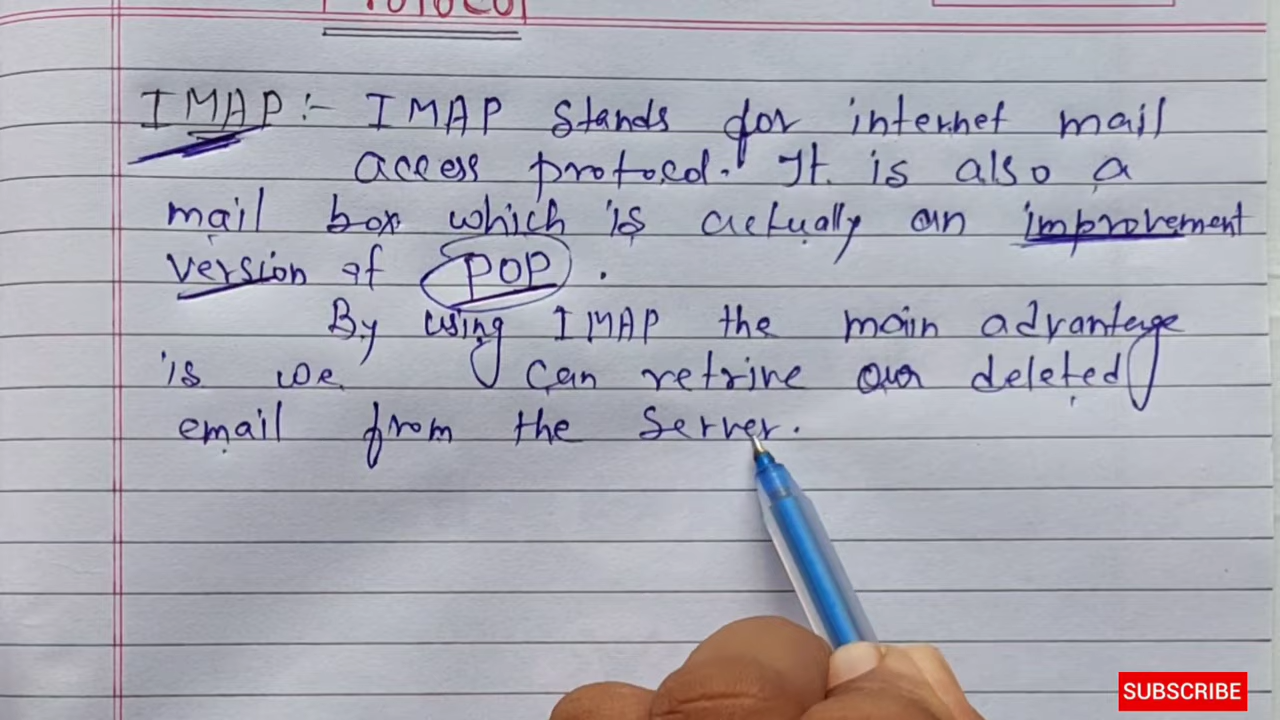 IMAP :- IMAP stands for internet mail
access protocol. It is also a
mail box which is actually an improvement
version of POP .
By using IMAP the main advantage
is we can retrive our deleted
email from the server.
SUBSCRIBE